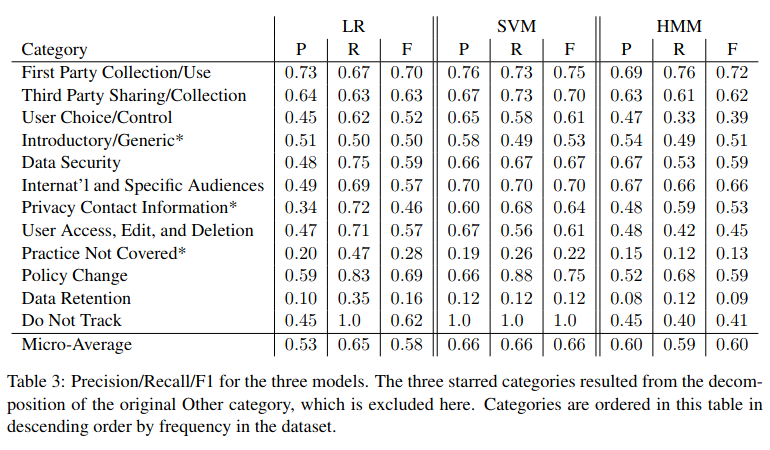 LR SVM HMM
Category P R F P R F P R F
First Party Collection/Use 0.73 0.67 0.70 0.76 0.73 0.75 0.69 0.76 0.72
Third Party Sharing/Collection 0.64 0.63 0.63 0.67 0.73 0.70 0.63 0.61 0.62
User Choice/Control 0.45 0.62 0.52 0.65 0.58 0.61 0.47 0.33 0.39
Introductory/Generic* 0.51 0.50 0.50 0.58 0.49 0.53 0.54 0.49 0.51
Data Security 0.48 0.75 0.59 0.66 0.67 0.67 0.67 0.53 0.59
Internat'l and Specific Audiences 0.49 0.69 0.57 0.70 0.70 0.70 0.67 0.66 0.66
Privacy Contact Information* 0.34 0.72 0.46 0.60 0.68 0.64 0.48 0.59 0.53
User Access, Edit, and Deletion 0.47 0.71 0.57 0.67 0.56 0.61 0.48 0.42 0.45
Practice Not Covered* 0.20 0.47 0.28 0.19 0.26 0.22 0.15 0.12 0.13
Policy Change 0.59 0.83 0.69 0.66 0.88 0.75 0.52 0.68 0.59
Data Retention 0.10 0.35 0.16 0.12 0.12 0.12 0.08 0.12 0.09
Do Not Track 0.45 1.0 0.62 1.0 1.0 1.0 0.45 0.40 0.41
Micro-Average 0.53 0.65 0.58 0.66 0.66 0.66 0.60 0.59 0.60
Table 3: Precision/Recall/F1 for the three models. The three starred categories resulted from the decom-
position of the original Other category, which is excluded here. Categories are ordered in this table in
descending order by frequency in the dataset.